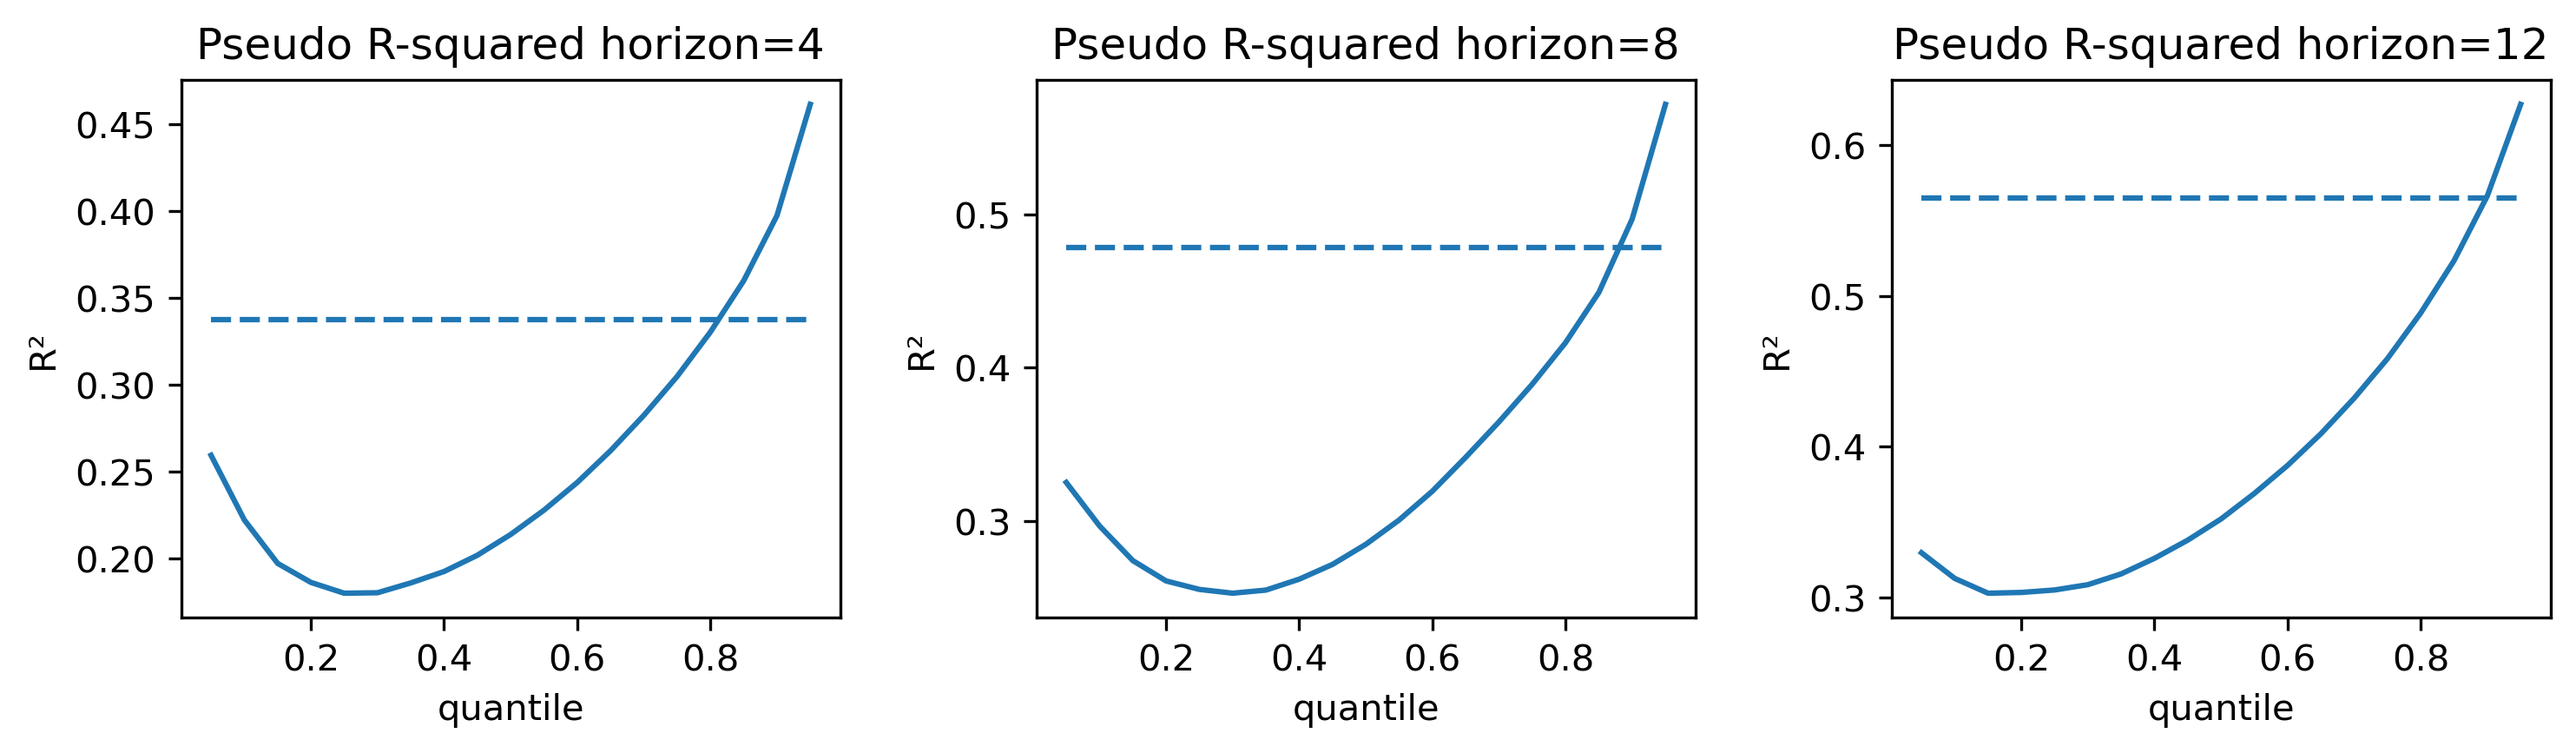 Pseudo R-squared horizon=4
R²
0.45
0.40
0.35
0.30
0.25
0.20
0.2 0.4 0.6 0.8
quantile
Pseudo R-squared horizon=8
R²
0.5
0.4
0.3
0.2 0.4 0.6 0.8
quantile
Pseudo R-squared horizon=12
R²
0.6
0.5
0.4
0.3
0.2 0.4 0.6 0.8
quantile